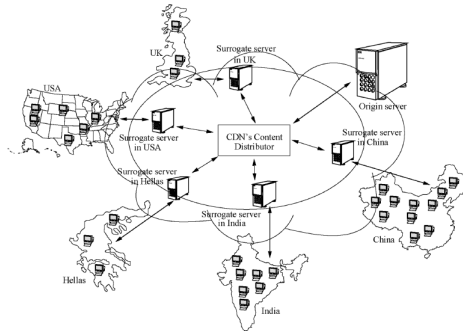 UK
Surrogate server
in UK
USA
Origin server
Surrogate server
in USA
CDN's Content
Distributor
Surrogate server
in China
Surrogate server
in Hellas
Surrogate server
in India
China
Hellas
India